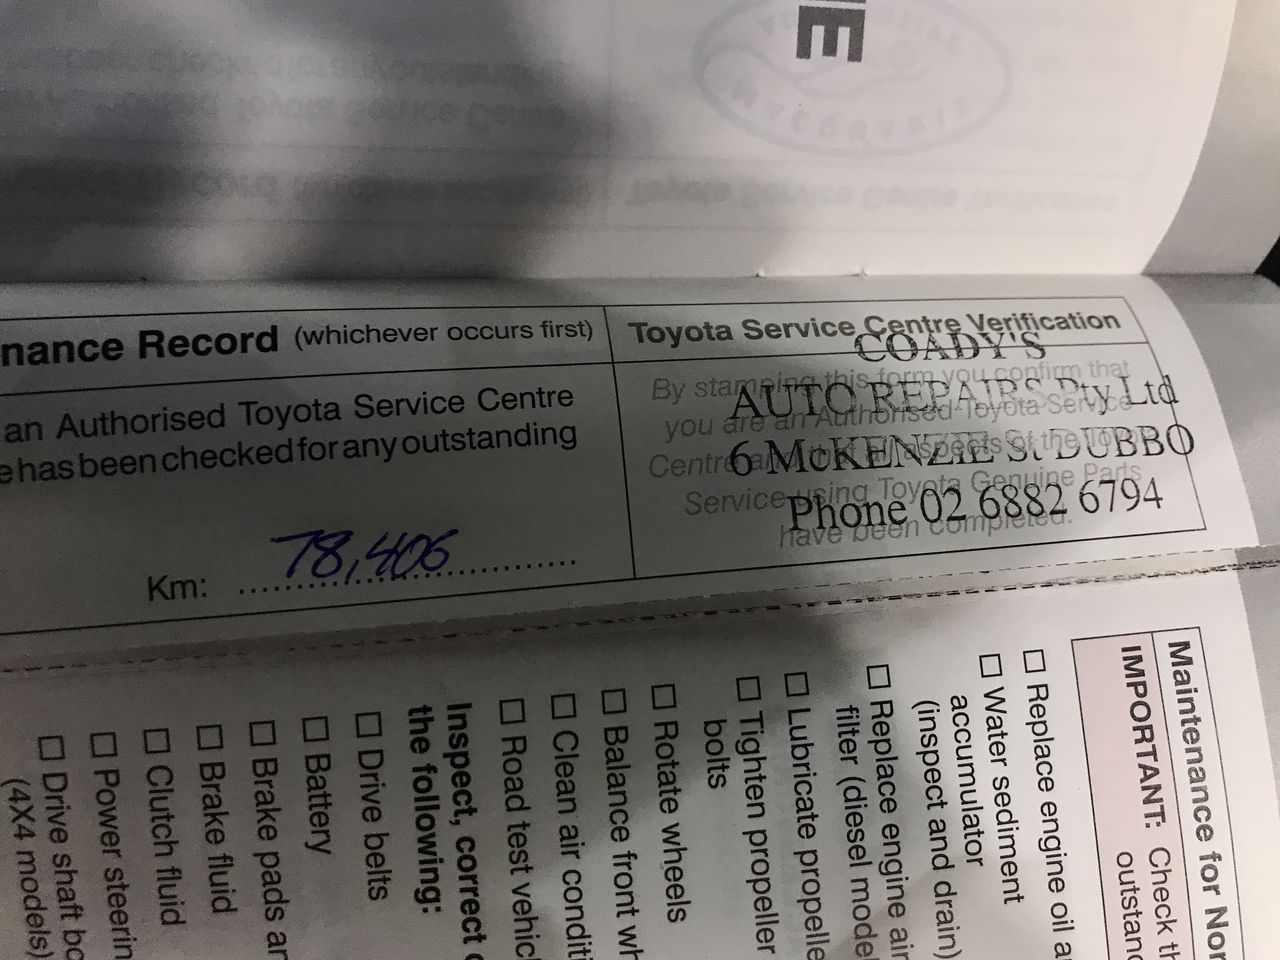 E
nance Record (whichever occurs first)
an Authorised Toyota Service Centre
e has been checked for any outstanding
Km: 78,406
Toyota Service Centre Verification
By stamping this form you confirm that
you are an Authorised Toyota Service
Service using Toyota Genuine Parts
have been completed.
COADY'S
AUTO REPAIRS Pty Ltd
6 McKENZIE St DUBBO
Phone 02 6882 6794
Maintenance for Nor
IMPORTANT: Check th
outstand
☐ Replace engine oil a
☐ Water sediment
accumulator
(inspect and drain)
☐ Replace engine air
filter (diesel model
☐ Lubricate propelle
☐ Tighten propeller
bolts
☐ Rotate wheels
☐ Balance front wh
☐ Clean air conditi
☐ Road test vehic
Inspect, correct
the following:
☐ Drive belts
☐ Battery
☐ Brake pads an
☐ Brake fluid
☐ Clutch fluid
☐ Power steerin
☐ Drive shaft bo
(4X4 models)